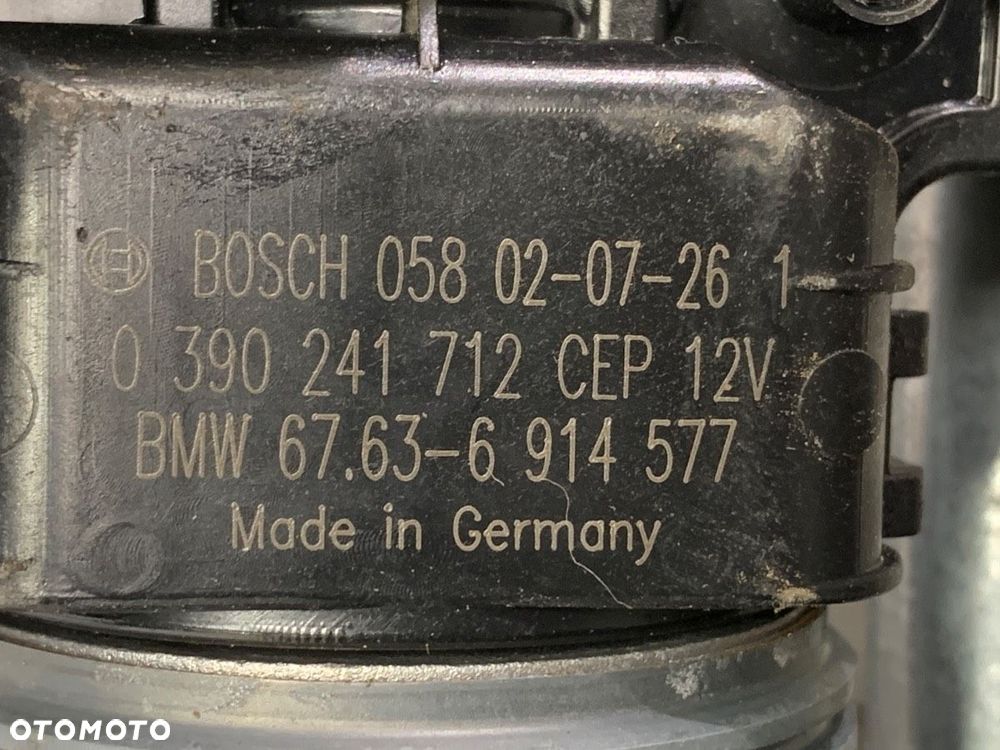 BOSCH 058 02-07-26 1
0 390 241 712 CEP 12V
BMW 67.63-6 914 577
Made in Germany
OTOMOTO